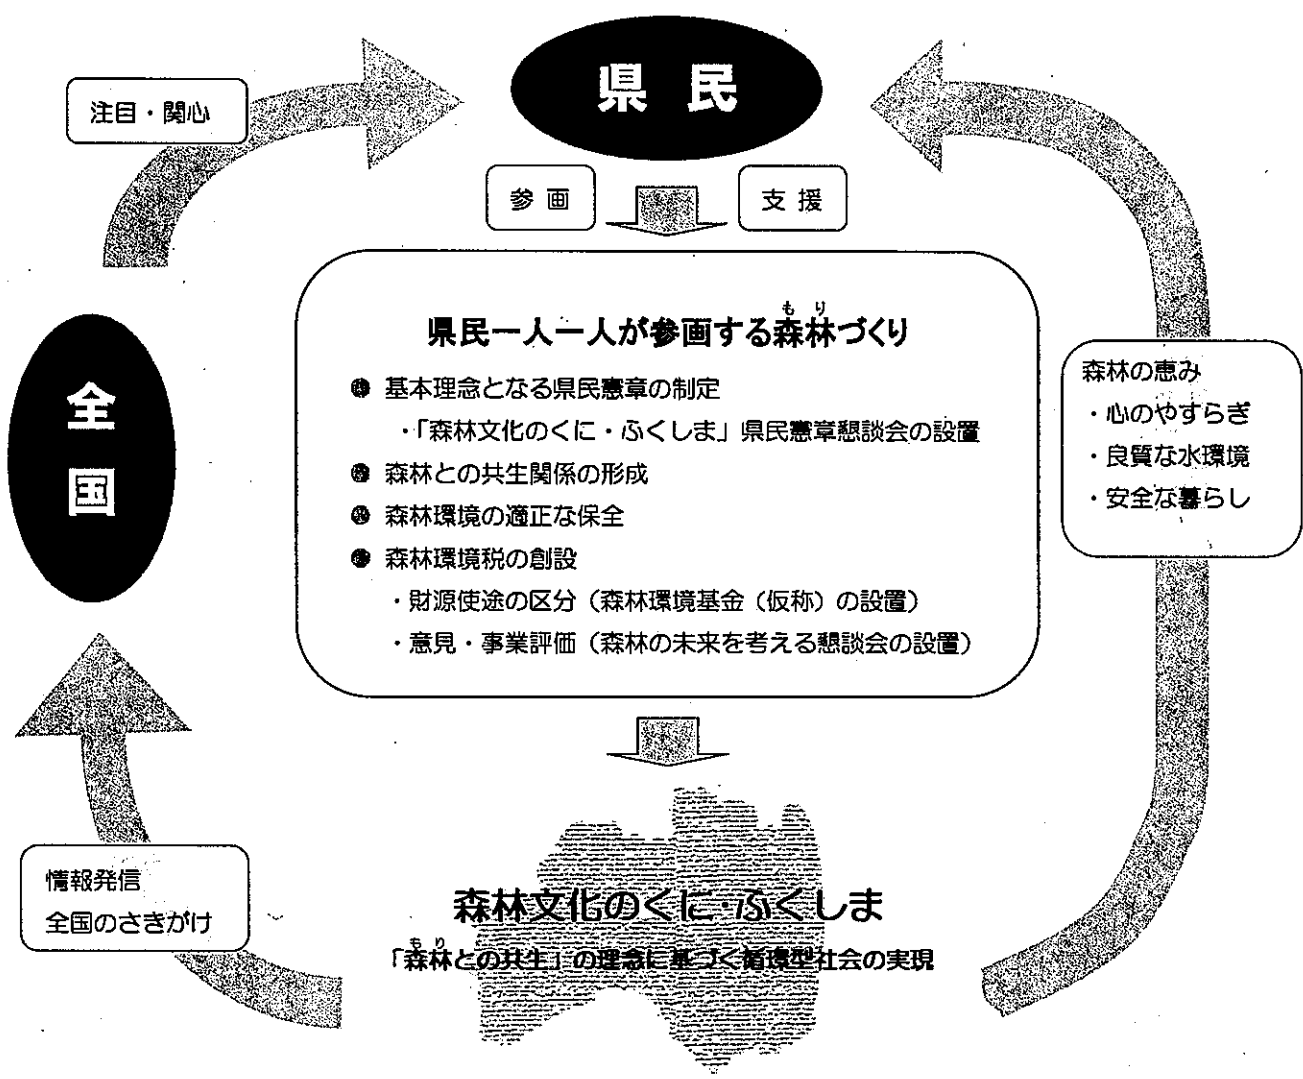 県民
注目・関心
参画
支援
県民一人一人が参画する森林づくり
もり
● 基本理念となる県民憲章の制定
・「森林文化のくに・ふくしま」県民憲章懇談会の設置
● 森林との共生関係の形成
● 森林環境の適正な保全
● 森林環境税の創設
・財源使途の区分（森林環境基金（仮称）の設置）
・意見・事業評価（森林の未来を考える懇談会の設置）
全国
森林の恵み
・心のやすらぎ
・良質な水環境
・安全な暮らし
情報発信
全国のさきがけ
森林文化のくに・ふくしま
もり
「森林との共生」の理念に基づく循環型社会の実現